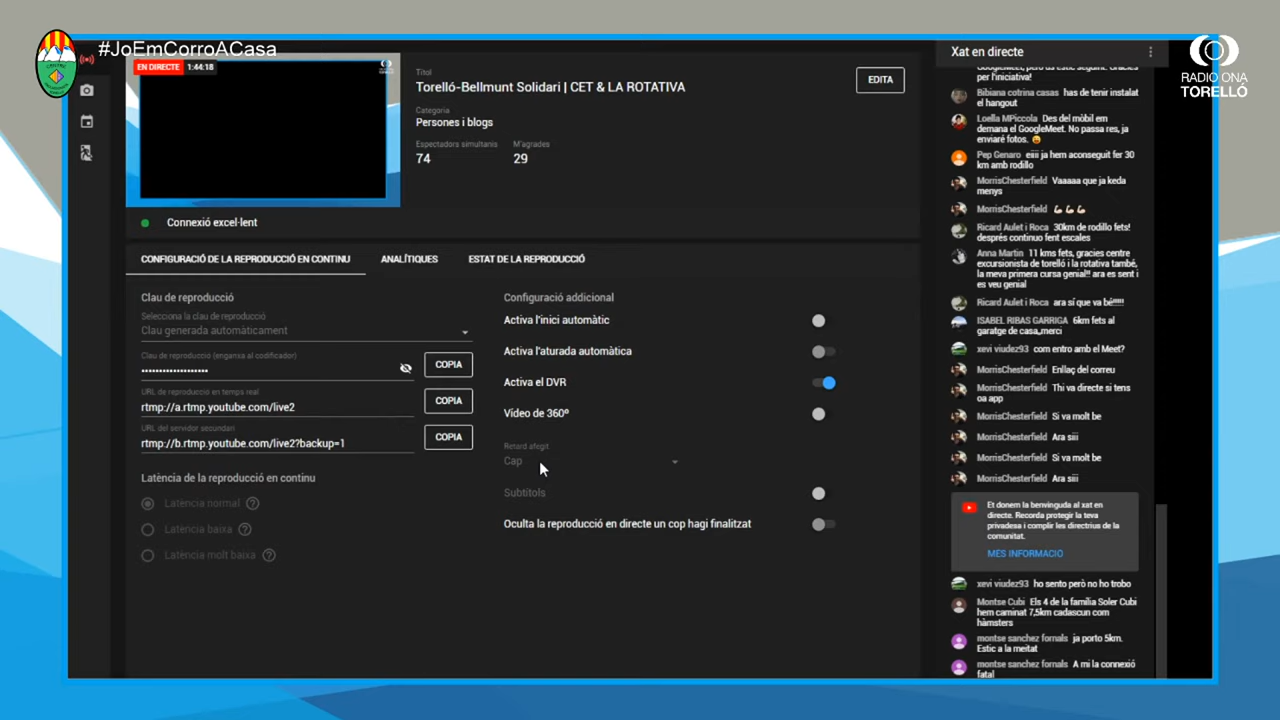 #JoEmCorroACasa
EN DIRECTE 1:44:18
Títol
Torelló-Bellmunt Solidari | CET & LA ROTATIVA
EDITA
Categoria
Persones i blogs
Espectadors simultanis
M'agrades
74
29
Connexió excel·lent
CONFIGURACIÓ DE LA REPRODUCCIÓ EN CONTINU
ANALÍTIQUES
ESTAT DE LA REPRODUCCIÓ
Clau de reproducció
Selecciona la clau de reproducció
Clau generada automàticament
Clau de reproducció (enganxa al codificador)
COPIA
URL de reproducció en temps real
rtmp://a.rtmp.youtube.com/live2
COPIA
URL del servidor secundari
rtmp://b.rtmp.youtube.com/live2?backup=1
COPIA
Latència de la reproducció en continu
Latència normal
Latència baixa
Latència molt baixa
Configuració addicional
Activa l'inici automàtic
Activa l'aturada automàtica
Activa el DVR
Vídeo de 360º
Retard afegit
Cap
Subtítols
Oculta la reproducció en directe un cop hagi finalitzat
Xat en directe
GoogleMeet, però us estic seguint. Gràcies
per l'iniciativa!
Bibiana cotrina casas has de tenir instalat
el hangout
Loella MPiccola Des del mòbil em
demana el GoogleMeet. No passa res, ja
enviaré fotos.
Pep Genaro eiiii ja hem aconseguit fer 30
km amb rodillo
MorrisChesterfield Vaaaaa que ja keda
menys
MorrisChesterfield
Ricard Aulet i Roca 30km de rodillo fets!
després continuo fent escales
Anna Martin 11 kms fets, gracies centre
excursionista de torelló i la rotativa també,
la meva primera cursa genial!! ara es sent i
es veu genial
Ricard Aulet i Roca ara sí que va bé!!!!!
ISABEL RIBAS GARRIGA 6km fets al
garatge de casa,,merci
xevi viudez93 com entro amb el Meet?
MorrisChesterfield Enllaç del correu
MorrisChesterfield Thi va directe si tens
oa app
MorrisChesterfield Si va molt be
MorrisChesterfield Ara siii
MorrisChesterfield Si va molt be
MorrisChesterfield Ara siii
Et donem la benvinguda al xat en
directe. Recorda protegir la teva
privadesa i complir les directrius de la
comunitat.
MÉS INFORMACIÓ
xevi viudez93 ho sento però no ho trobo
Montse Cubí Els 4 de la família Soler Cubí
hem caminat 7,5km cadascun com
hàmsters
montse sanchez fornals ja porto 5km.
Estic a la meitat
montse sanchez fornals A mi la connexió
fatal
RADIO ONA
TORELLÓ